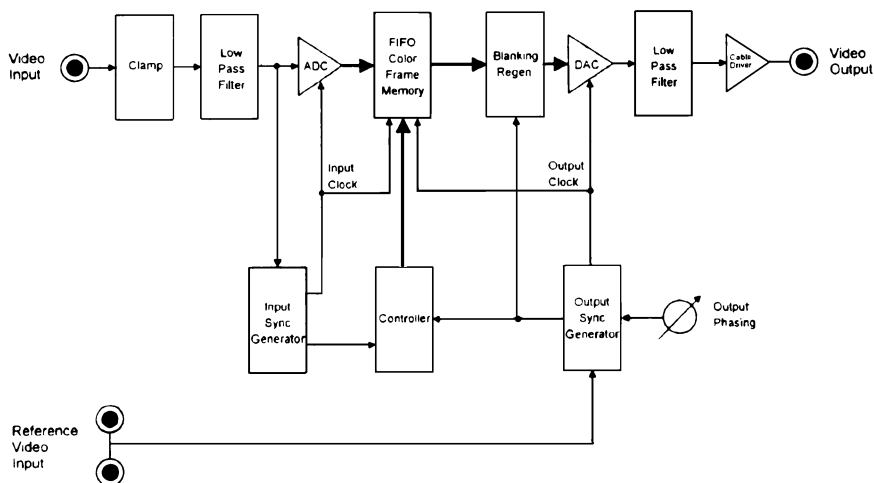 Video
Input
Clamp
Low
Pass
Filter
ADC
FIFO
Color
Frame
Memory
Blanking
Regen
DAC
Low
Pass
Filter
Cable
Driver
Video
Output
Input
Clock
Output
Clock
Input
Sync
Generator
Controller
Output
Sync
Generator
Output
Phasing
Reference
Video
Input